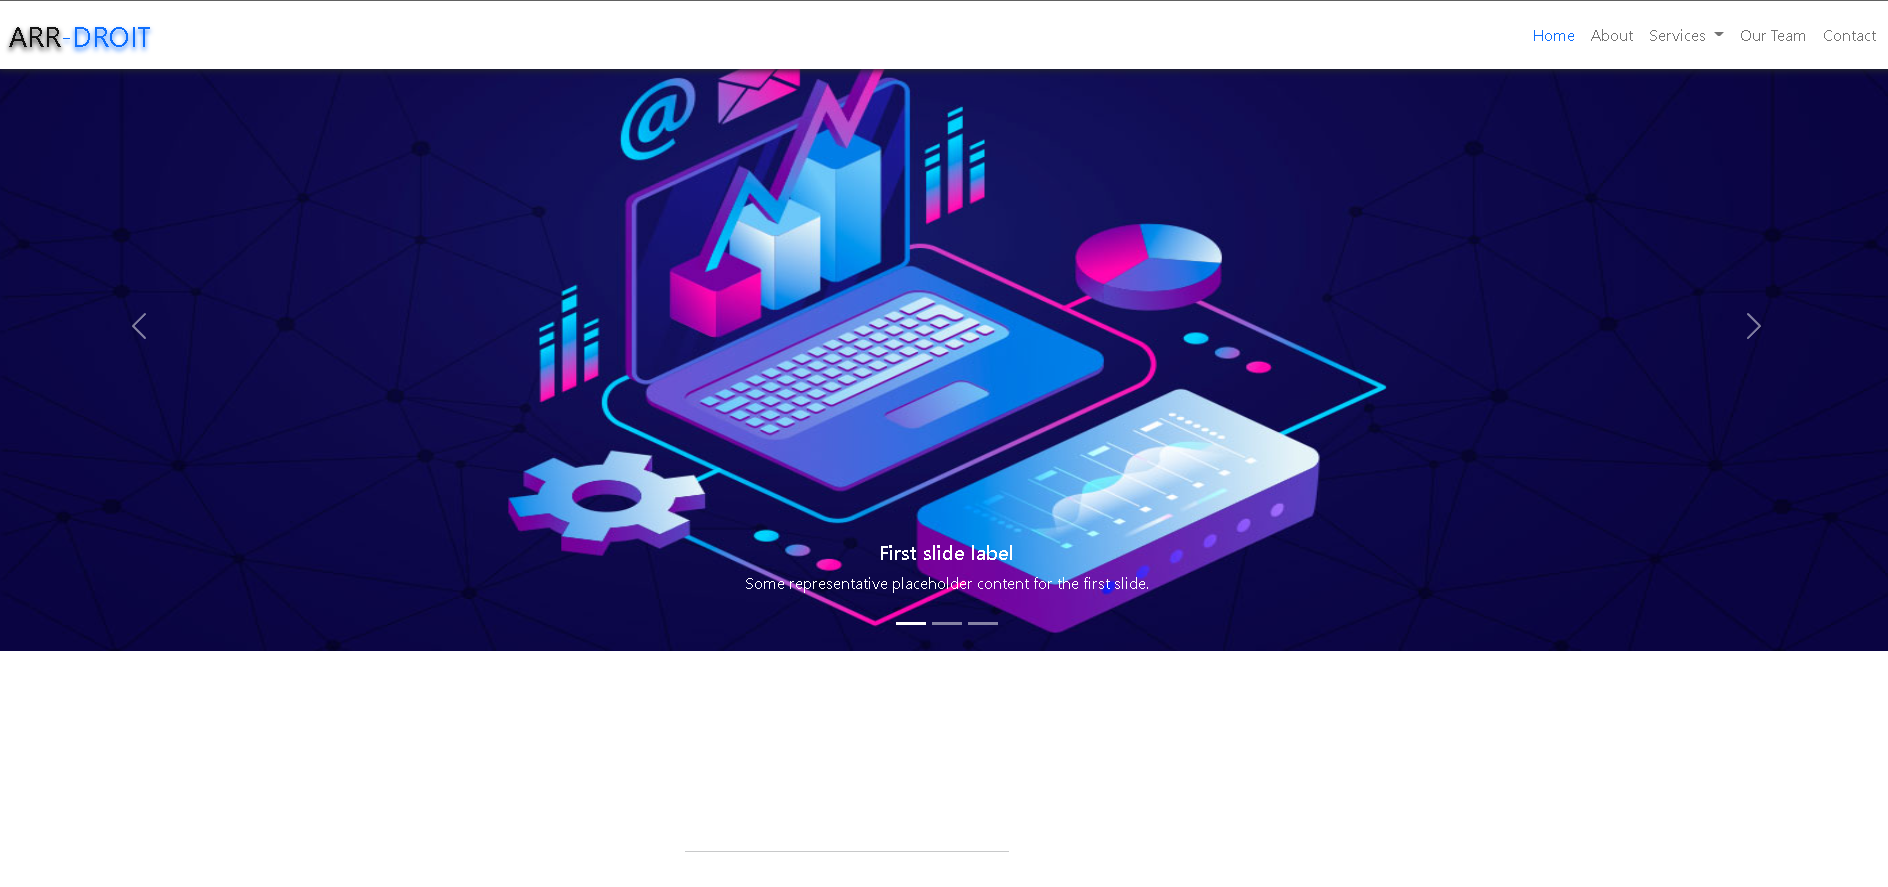 ARR-DROIT
Home About Services Our Team Contact
@
First slide label
Some representative placeholder content for the first slide.